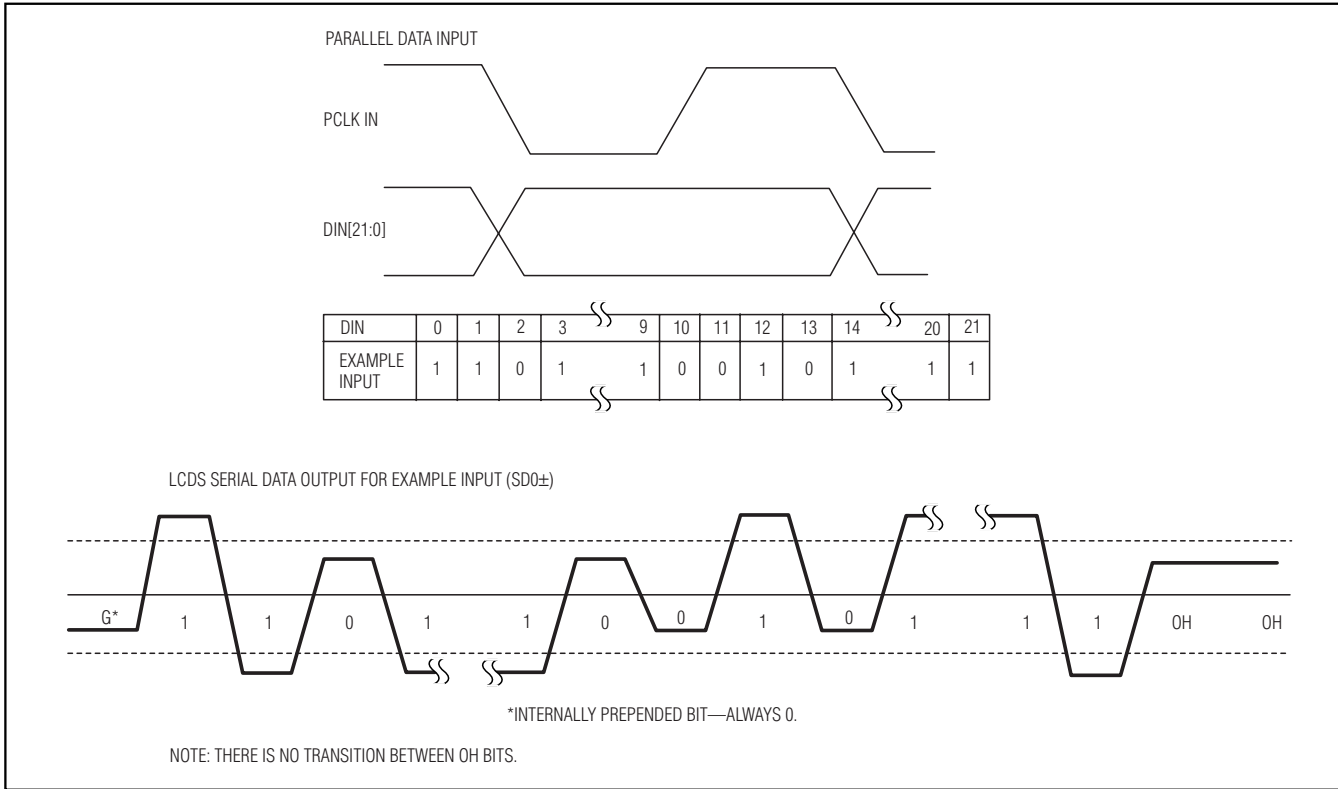 PARALLEL DATA INPUT
PCLK IN
DIN[21:0]
DIN 0 1 2 3 9 10 11 12 13 14 20 21
EXAMPLE INPUT 1 1 0 1 1 0 0 1 0 1 1 1
LCDS SERIAL DATA OUTPUT FOR EXAMPLE INPUT (SD0±)
G* 1 1 0 1 1 0 0 1 0 1 1 1 OH OH
*INTERNALLY PREPENDED BIT—ALWAYS 0.
NOTE: THERE IS NO TRANSITION BETWEEN OH BITS.